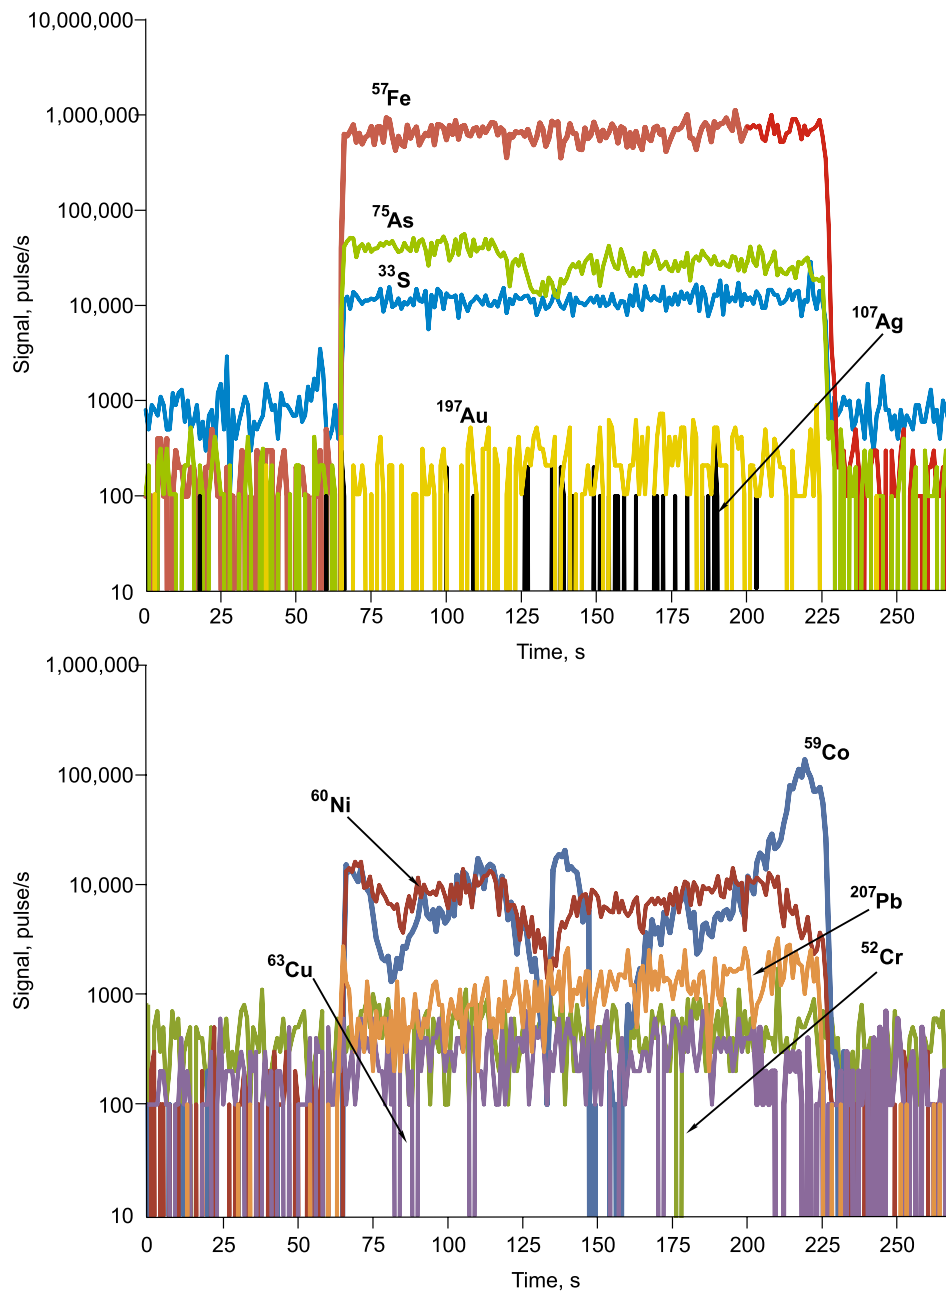 10,000,000
⁵⁷Fe
1,000,000
100,000
⁷⁵As
³³S
10,000
¹⁰⁷Ag
1000
¹⁹⁷Au
100
10
Signal, pulse/s
0 25 50 75 100 125 150 175 200 225 250
Time, s
1,000,000
⁵⁹Co
100,000
⁶⁰Ni
10,000
²⁰⁷Pb
⁵²Cr
⁶³Cu
1000
100
10
Signal, pulse/s
0 25 50 75 100 125 150 175 200 225 250
Time, s